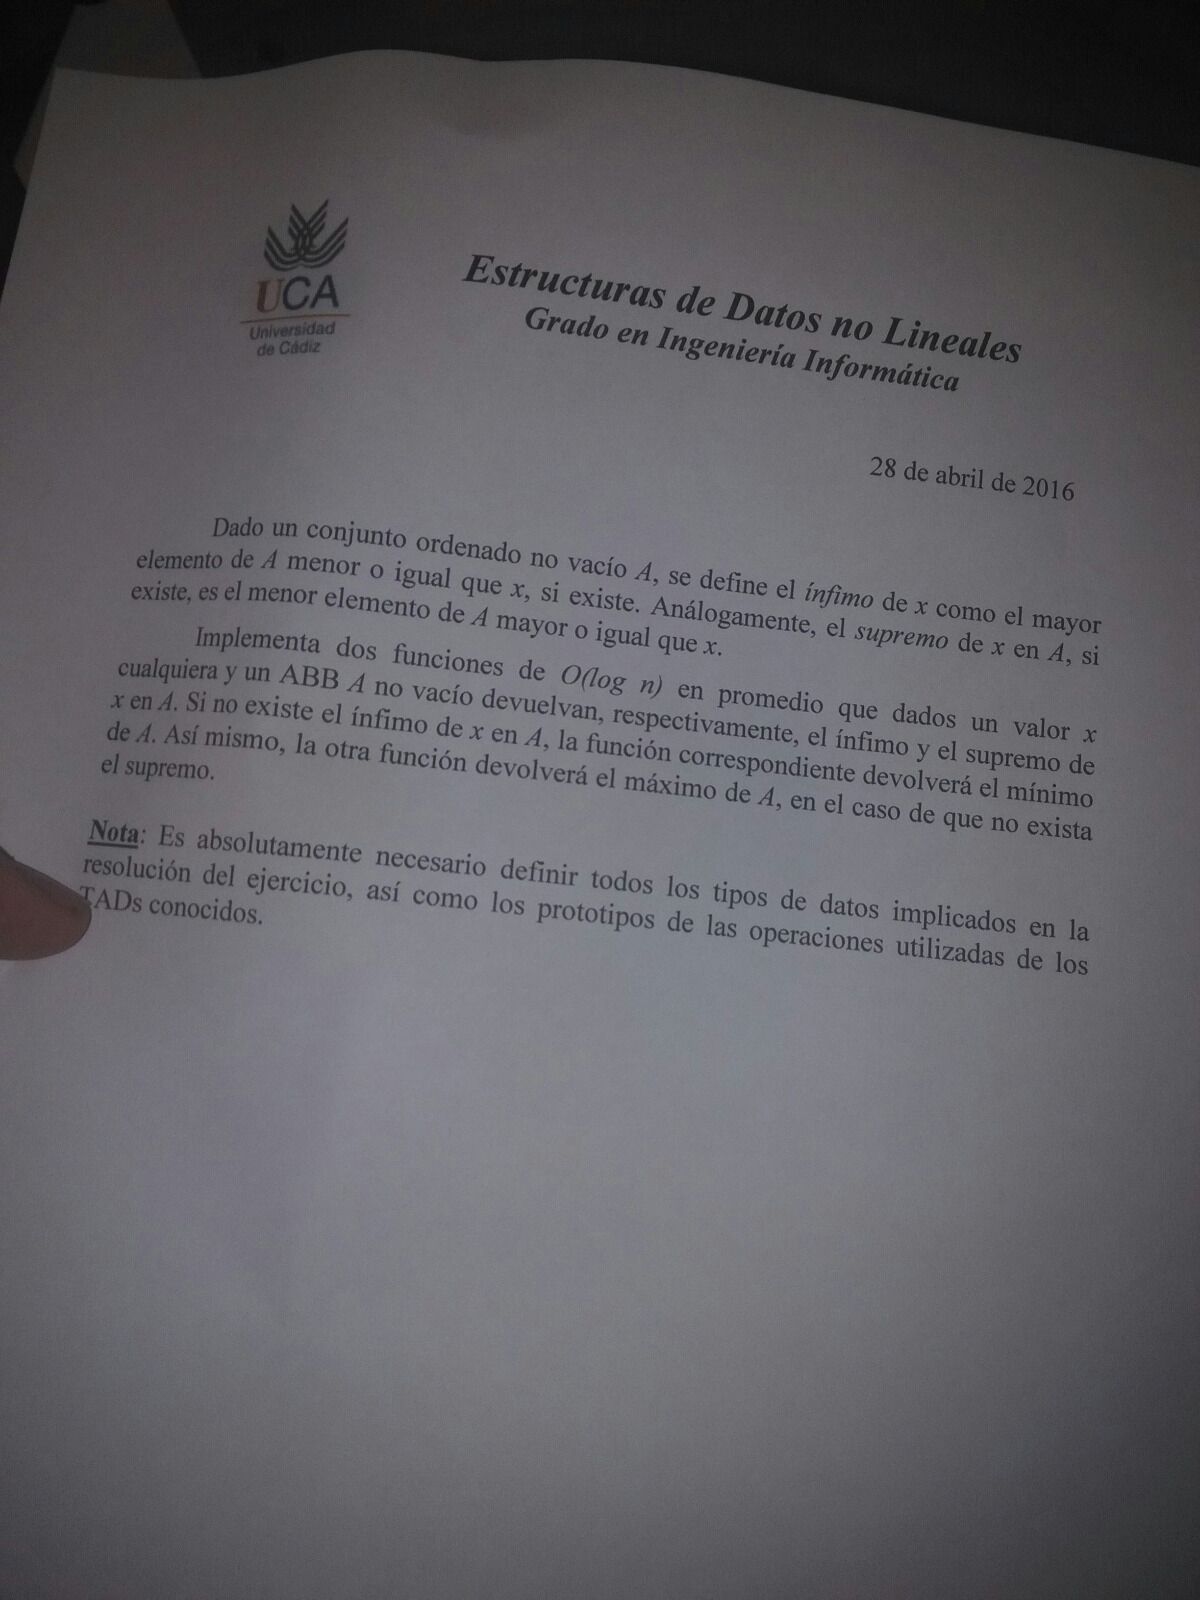 UCA
Universidad
de Cádiz
Estructuras de Datos no Lineales
Grado en Ingeniería Informática
28 de abril de 2016
Dado un conjunto ordenado no vacío A, se define el ínfimo de x como el mayor
elemento de A menor o igual que x, si existe. Análogamente, el supremo de x en A, si
existe, es el menor elemento de A mayor o igual que x.
Implementa dos funciones de O(log n) en promedio que dados un valor x
cualquiera y un ABB A no vacío devuelvan, respectivamente, el ínfimo y el supremo de
x en A. Si no existe el ínfimo de x en A, la función correspondiente devolverá el mínimo
de A. Así mismo, la otra función devolverá el máximo de A, en el caso de que no exista
el supremo.
Nota: Es absolutamente necesario definir todos los tipos de datos implicados en la
resolución del ejercicio, así como los prototipos de las operaciones utilizadas de los
TADs conocidos.